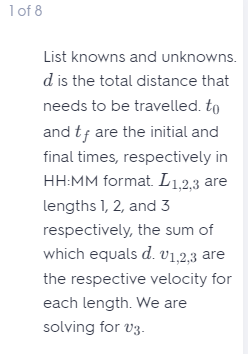 1 of 8
List knowns and unknowns.
d is the total distance that
needs to be travelled. t₀
and t_f are the initial and
final times, respectively in
HH:MM format. L₁,₂,₃ are
lengths 1, 2, and 3
respectively, the sum of
which equals d. v₁,₂,₃ are
the respective velocity for
each length. We are
solving for v₃.